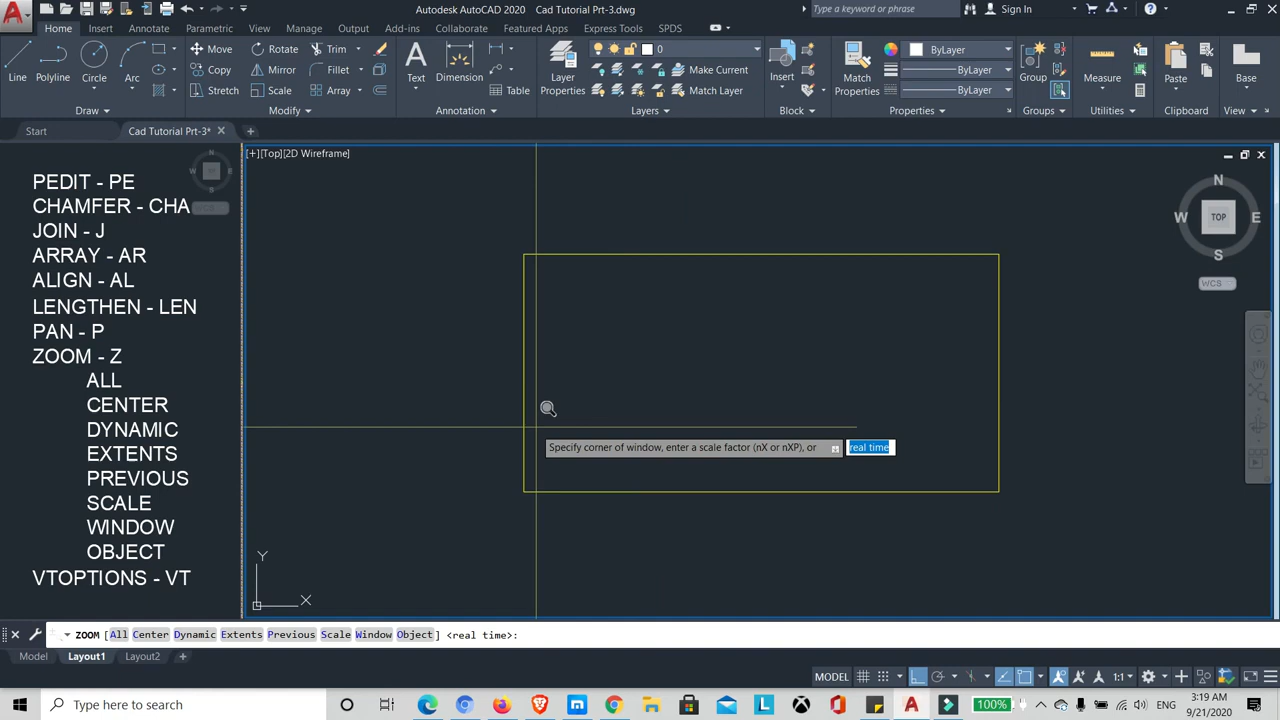 Autodesk AutoCAD 2020 Cad Tutorial Prt-3.dwg
Type a keyword or phrase
Sign In
Home Insert Annotate Parametric View Manage Output Collaborate Featured Apps Express Tools SPDS
Line Polyline Circle Arc
Move Rotate Trim
Copy Mirror Fillet
Stretch Scale Array
Text Dimension Table
Layer Properties
0
Make Current
Match Layer
Insert
Match Properties
ByLayer
ByLayer
ByLayer
Group Measure Paste Base
Draw Modify Annotation Layers Block Properties Groups Utilities Clipboard View
Start Cad Tutorial Prt-3*
[+][Top][2D Wireframe]
PEDIT - PE
CHAMFER - CHA
JOIN - J
ARRAY - AR
ALIGN - AL
LENGTHEN - LEN
PAN - P
ZOOM - Z
ALL
CENTER
DYNAMIC
EXTENTS
PREVIOUS
SCALE
WINDOW
OBJECT
VTOPTIONS - VT
N
W TOP E
S
WCS
N
W E
S
WCS
Specify corner of window, enter a scale factor (nX or nXP), or real time
Y
X
ZOOM [All Center Dynamic Extents Previous Scale Window Object] <real time>:
Model Layout1 Layout2 +
MODEL 1:1
Type here to search
100%
ENG
3:19 AM
9/21/2020